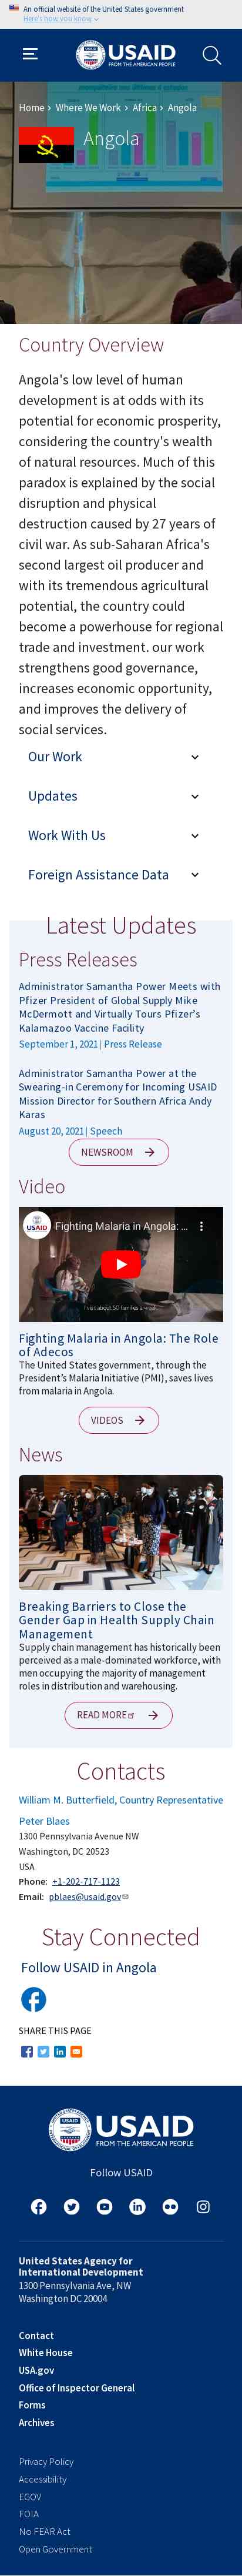 An official website of the United States government
Here's how you know
USAID
FROM THE AMERICAN PEOPLE
Home > Where We Work > Africa > Angola
Angola
Country Overview
Angola's low level of human
development is at odds with its
potential for economic prosperity,
considering the country's wealth
of natural resources. Much of this
paradox is explained by the social
disruption and physical
destruction caused by 27 years of
civil war. As sub-Saharan Africa's
second largest oil producer and
with its tremendous agricultural
potential, the country could
become a powerhouse for regional
trade and improved growth. our
work strengthens good governance,
increases economic opportunity,
and improves the delivery of
social services.
Our Work
Updates
Work With Us
Foreign Assistance Data
Latest Updates
Press Releases
Administrator Samantha Power Meets with
Pfizer President of Global Supply Mike
McDermott and Virtually Tours Pfizer's
Kalamazoo Vaccine Facility
September 1, 2021 | Press Release
Administrator Samantha Power at the
Swearing-in Ceremony for Incoming USAID
Mission Director for Southern Africa Andy
Karas
August 20, 2021 | Speech
NEWSROOM
Video
Fighting Malaria in Angola: ...
I visit about 50 families a week.
Fighting Malaria in Angola: The Role
of Adecos
The United States government, through the
President's Malaria Initiative (PMI), saves lives
from malaria in Angola.
VIDEOS
News
Breaking Barriers to Close the
Gender Gap in Health Supply Chain
Management
Supply chain management has historically been
perceived as a male-dominated workforce, with
men occupying the majority of management
roles in distribution and warehousing.
READ MORE
Contacts
William M. Butterfield, Country Representative
Peter Blaes
1300 Pennsylvania Avenue NW
Washington, DC 20523
USA
Phone: +1-202-717-1123
Email: pblaes@usaid.gov
Stay Connected
Follow USAID in Angola
SHARE THIS PAGE
USAID
FROM THE AMERICAN PEOPLE
Follow USAID
United States Agency for
International Development
1300 Pennsylvania Ave, NW
Washington DC 20004
Contact
White House
USA.gov
Office of Inspector General
Forms
Archives
Privacy Policy
Accessibility
EGOV
FOIA
No FEAR Act
Open Government